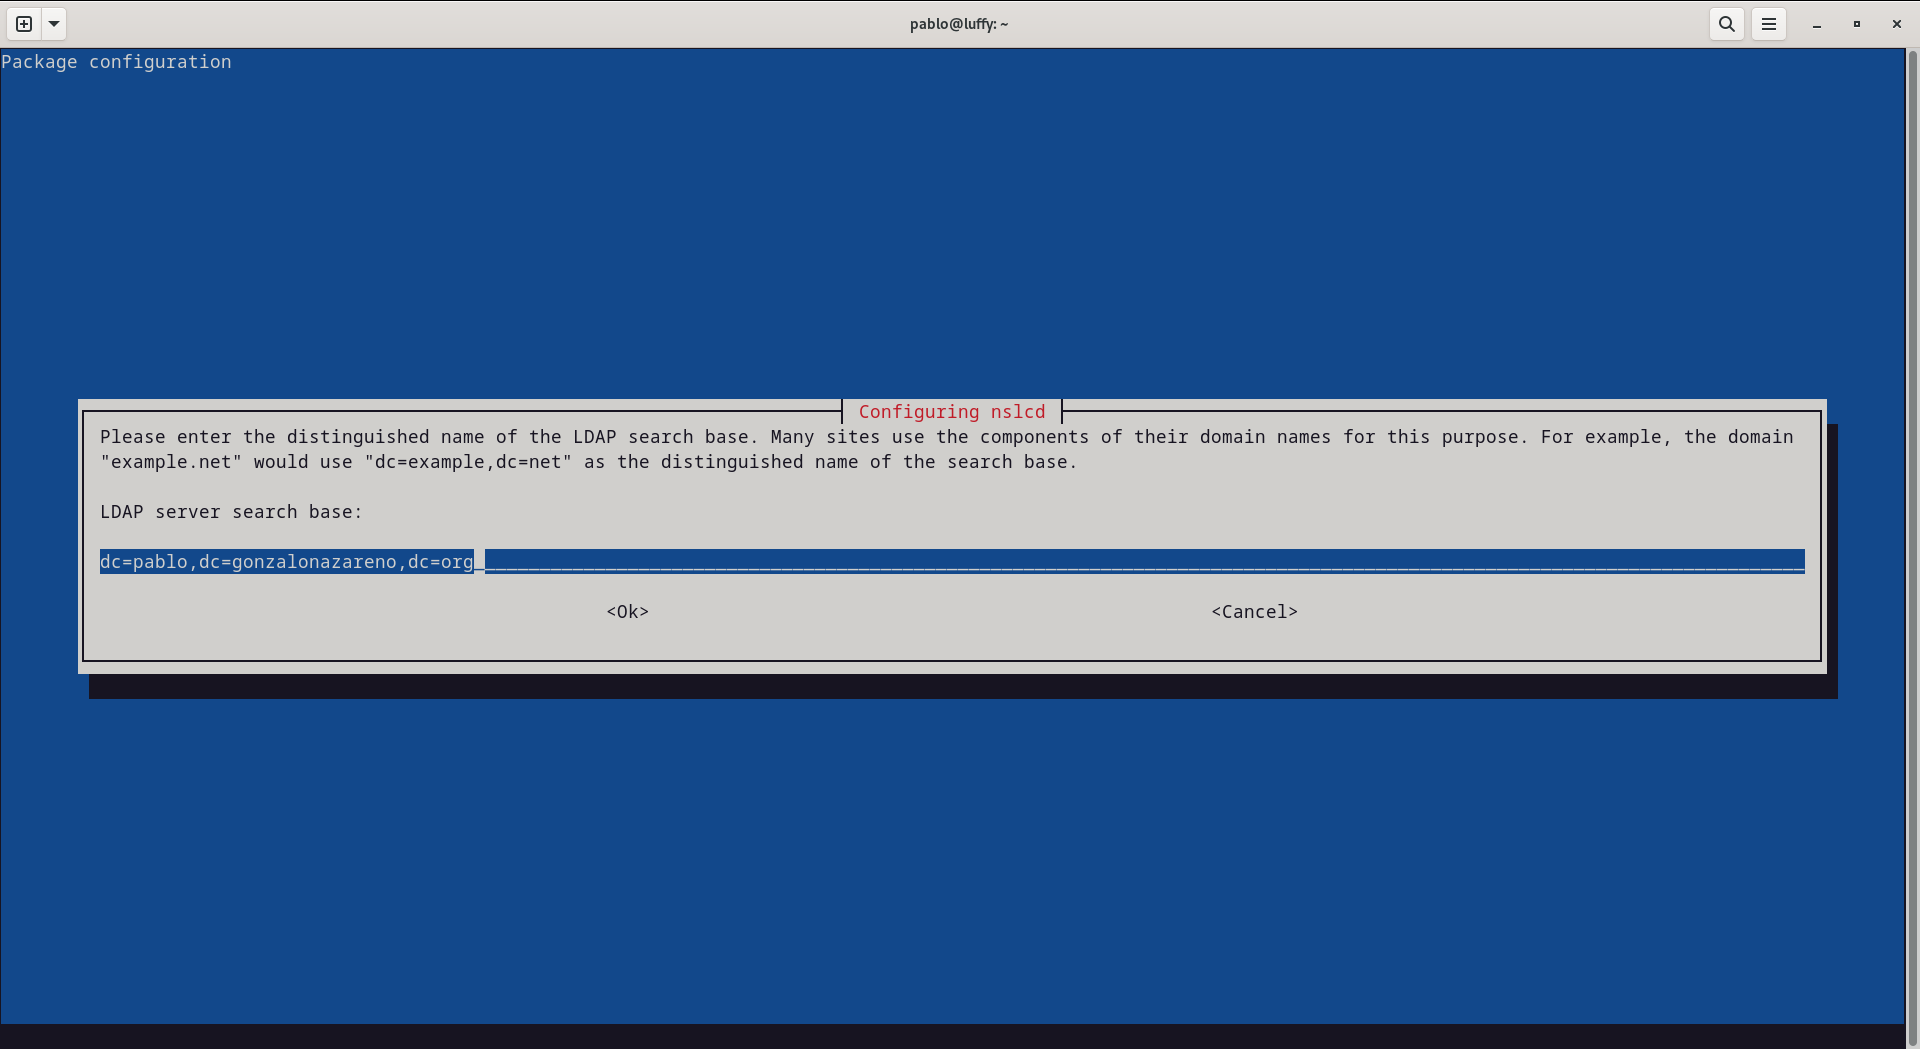 pablo@luffy: ~
Package configuration
Configuring nslcd
Please enter the distinguished name of the LDAP search base. Many sites use the components of their domain names for this purpose. For example, the domain
"example.net" would use "dc=example,dc=net" as the distinguished name of the search base.
LDAP server search base:
dc=pablo,dc=gonzalonazareno,dc=org
<Ok> <Cancel>